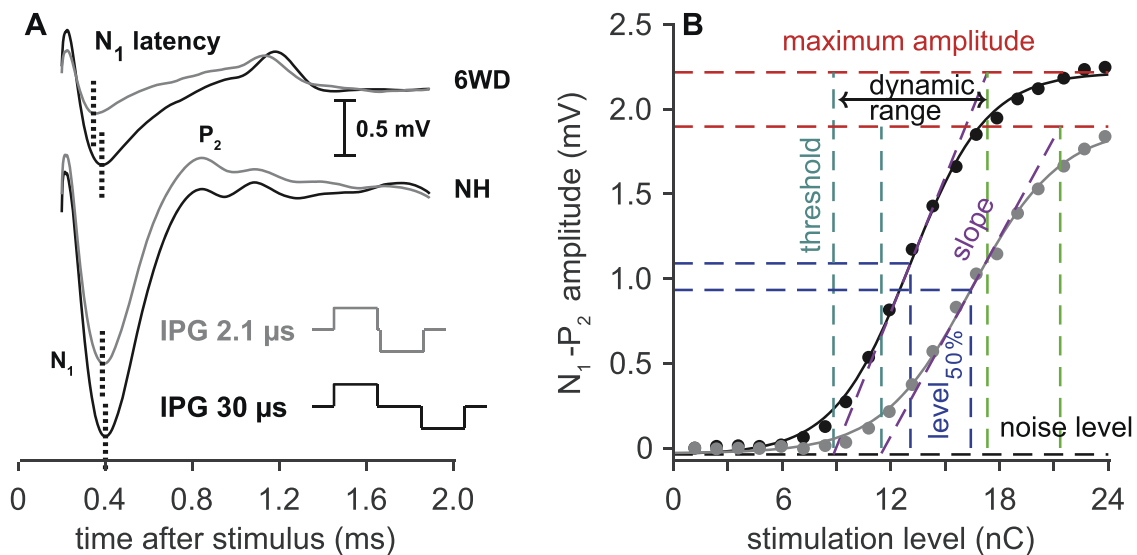 A
N1 latency
6WD
0.5 mV
P2
NH
IPG 2.1 µs
N1
IPG 30 µs
0 0.4 0.8 1.2 1.6 2.0
time after stimulus (ms)
B
2.5
maximum amplitude
2.0
dynamic
range
threshold
1.5
slope
1.0
level50%
0.5
noise level
0
N1-P2 amplitude (mV)
0 6 12 18 24
stimulation level (nC)